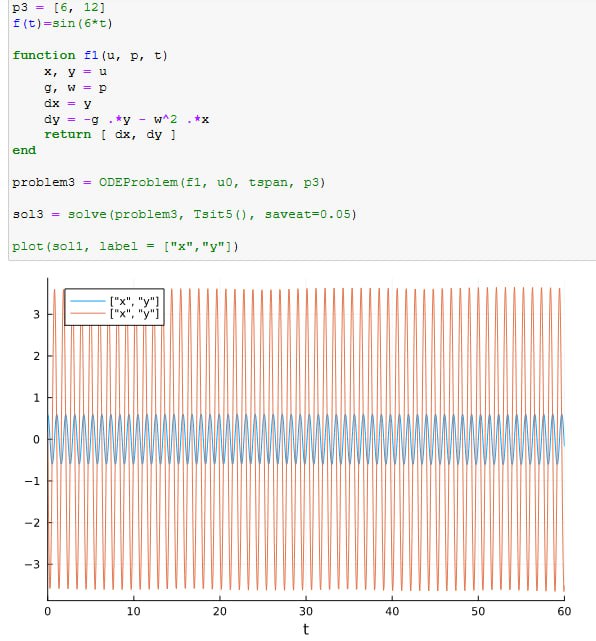 p3 = [6, 12]
f(t)=sin(6*t)
function f1(u, p, t)
    x, y = u
    g, w = p
    dx = y
    dy = -g .*y - w^2 .*x
    return [ dx, dy ]
end
problem3 = ODEProblem(f1, u0, tspan, p3)
sol3 = solve(problem3, Tsit5(), saveat=0.05)
plot(sol1, label = ["x","y"])
["x", "y"]
["x", "y"]
3
2
1
0
−1
−2
−3
0 10 20 30 40 50 60
t